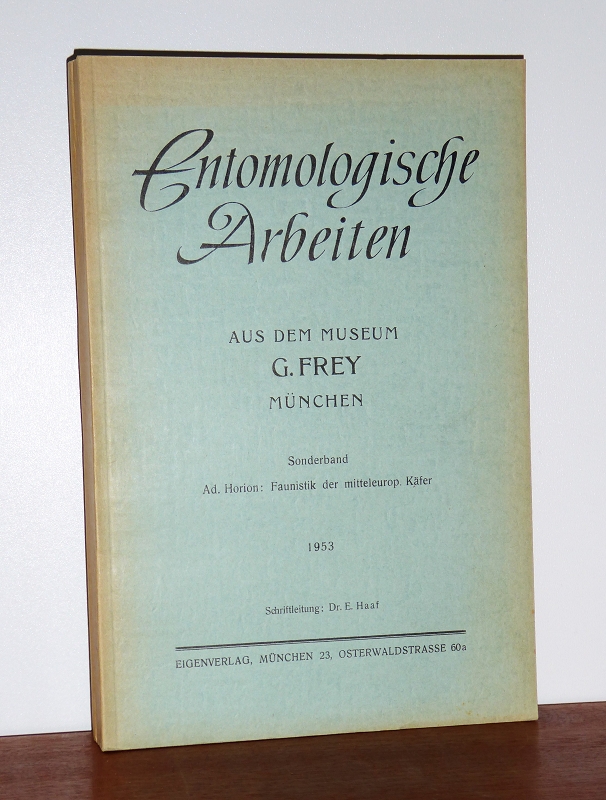 Entomologische
Arbeiten
AUS DEM MUSEUM
G. FREY
MÜNCHEN
Sonderband
Ad. Horion: Faunistik der mitteleurop. Käfer
1953
Schriftleitung: Dr. E. Haaf
EIGENVERLAG, MÜNCHEN 23, OSTERWALDSTRASSE 60a